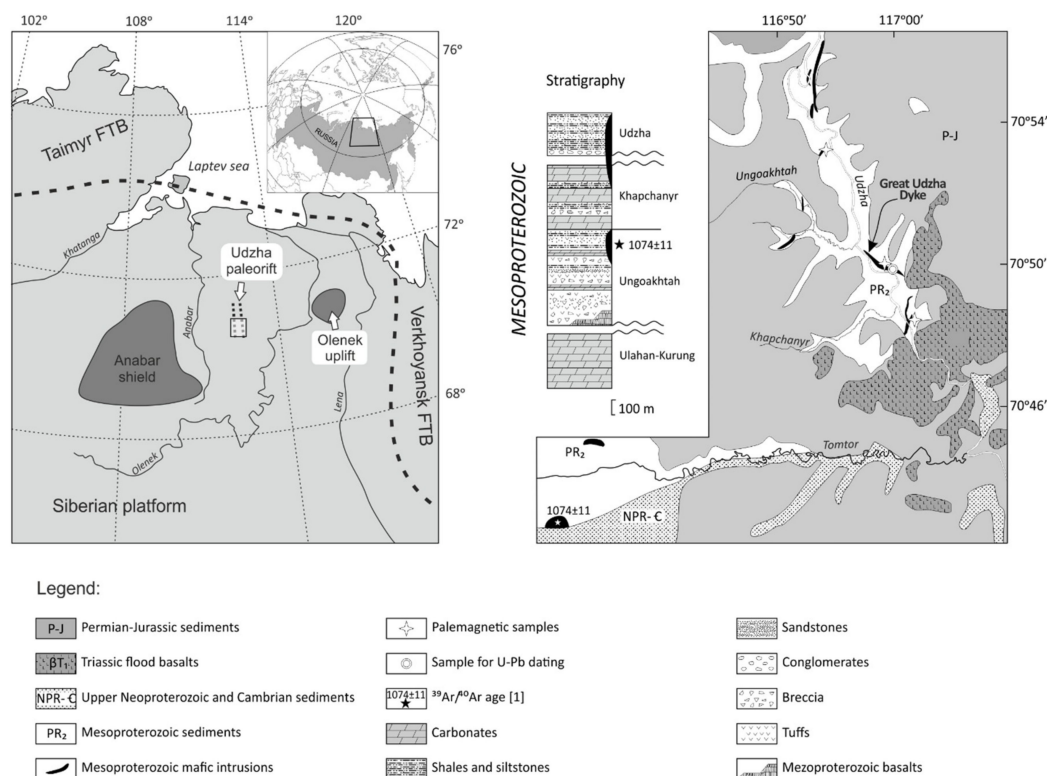 102°
108°
114°
120°
76°
72°
68°
Taimyr FTB
Laptev sea
RUSSIA
Khatanga
Udzha
paleorift
Anabar
Anabar
shield
Olenek
uplift
Lena
Olenek
Verkhoyansk FTB
Siberian platform
Stratigraphy
MESOPROTEROZOIC
Udzha
Khapchanyr
★ 1074±11
Ungoakhtah
Ulahan-Kurung
100 m
116°50'
117°00'
70°54'
70°50'
70°46'
P-J
Ungoakhtah
Udzha
Great Udzha
Dyke
PR₂
Khapchanyr
Tomtor
PR₂
1074±11
NPR-Є
Legend:
P-J Permian-Jurassic sediments
βT₁ Triassic flood basalts
NPR-Є Upper Neoproterozoic and Cambrian sediments
PR₂ Mesoproterozoic sediments
Mesoproterozoic mafic intrusions
Palemagnetic samples
Sample for U-Pb dating
1074±11 ³⁹Ar/⁴⁰Ar age [1]
Carbonates
Shales and siltstones
Sandstones
Conglomerates
Breccia
Tuffs
Mezoproterozoic basalts